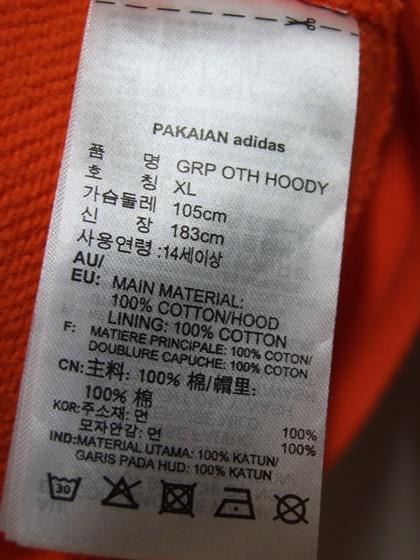 PAKAIAN adidas
품 명 GRP OTH HOODY
호 칭 XL
가슴둘레 105cm
신 장 183cm
사용연령 :14세이상
AU/
EU: MAIN MATERIAL:
100% COTTON/HOOD
LINING: 100% COTTON
F: MATIERE PRINCIPALE: 100% COTON/
DOUBLURE CAPUCHE: 100% COTON
CN:主料: 100% 棉/帽里:
100% 棉
KOR:주소재: 면 100%
모자안감: 면 100%
IND:MATERIAL UTAMA: 100% KATUN/
GARIS PADA HUD: 100% KATUN
30